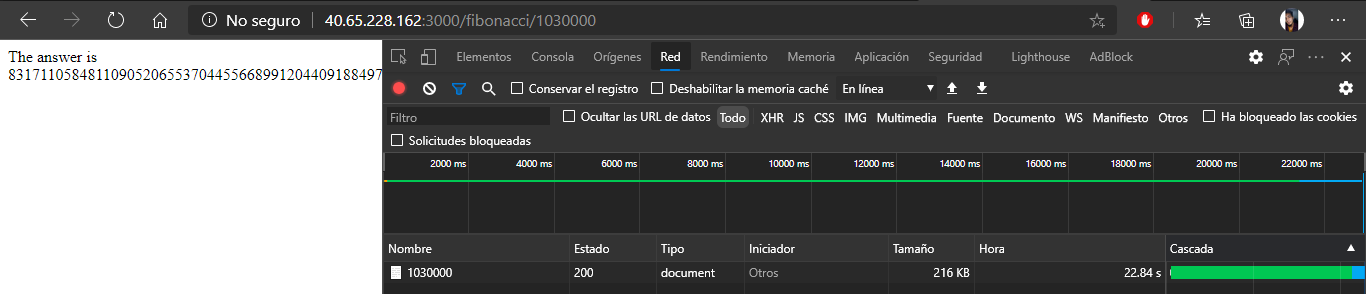 No seguro 40.65.228.162:3000/fibonacci/1030000
The answer is
83171105848110905206553704455668991204409188497
Elementos Consola Orígenes Red Rendimiento Memoria Aplicación Seguridad Lighthouse AdBlock
Conservar el registro Deshabilitar la memoria caché En línea
Filtro Ocultar las URL de datos Todo XHR JS CSS IMG Multimedia Fuente Documento WS Manifiesto Otros Ha bloqueado las cookies
Solicitudes bloqueadas
2000 ms 4000 ms 6000 ms 8000 ms 10000 ms 12000 ms 14000 ms 16000 ms 18000 ms 20000 ms 22000 ms
Nombre Estado Tipo Iniciador Tamaño Hora Cascada
1030000 200 document Otros 216 KB 22.84 s